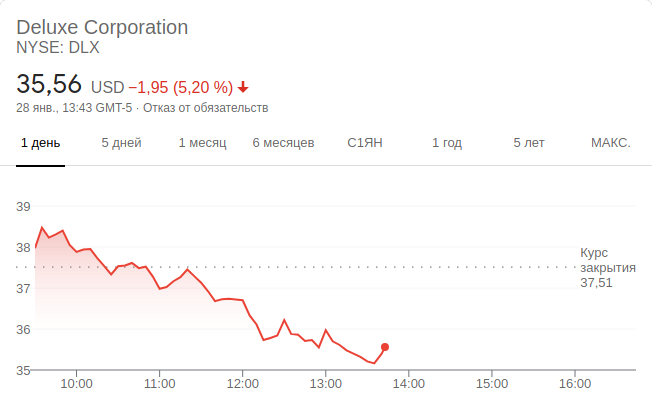 Deluxe Corporation
NYSE: DLX
35,56 USD −1,95 (5,20 %)
28 янв., 13:43 GMT-5 · Отказ от обязательств
1 день 5 дней 1 месяц 6 месяцев С1ЯН 1 год 5 лет МАКС.
39
38
37
36
35
Курс
закрытия
37,51
10:00 11:00 12:00 13:00 14:00 15:00 16:00